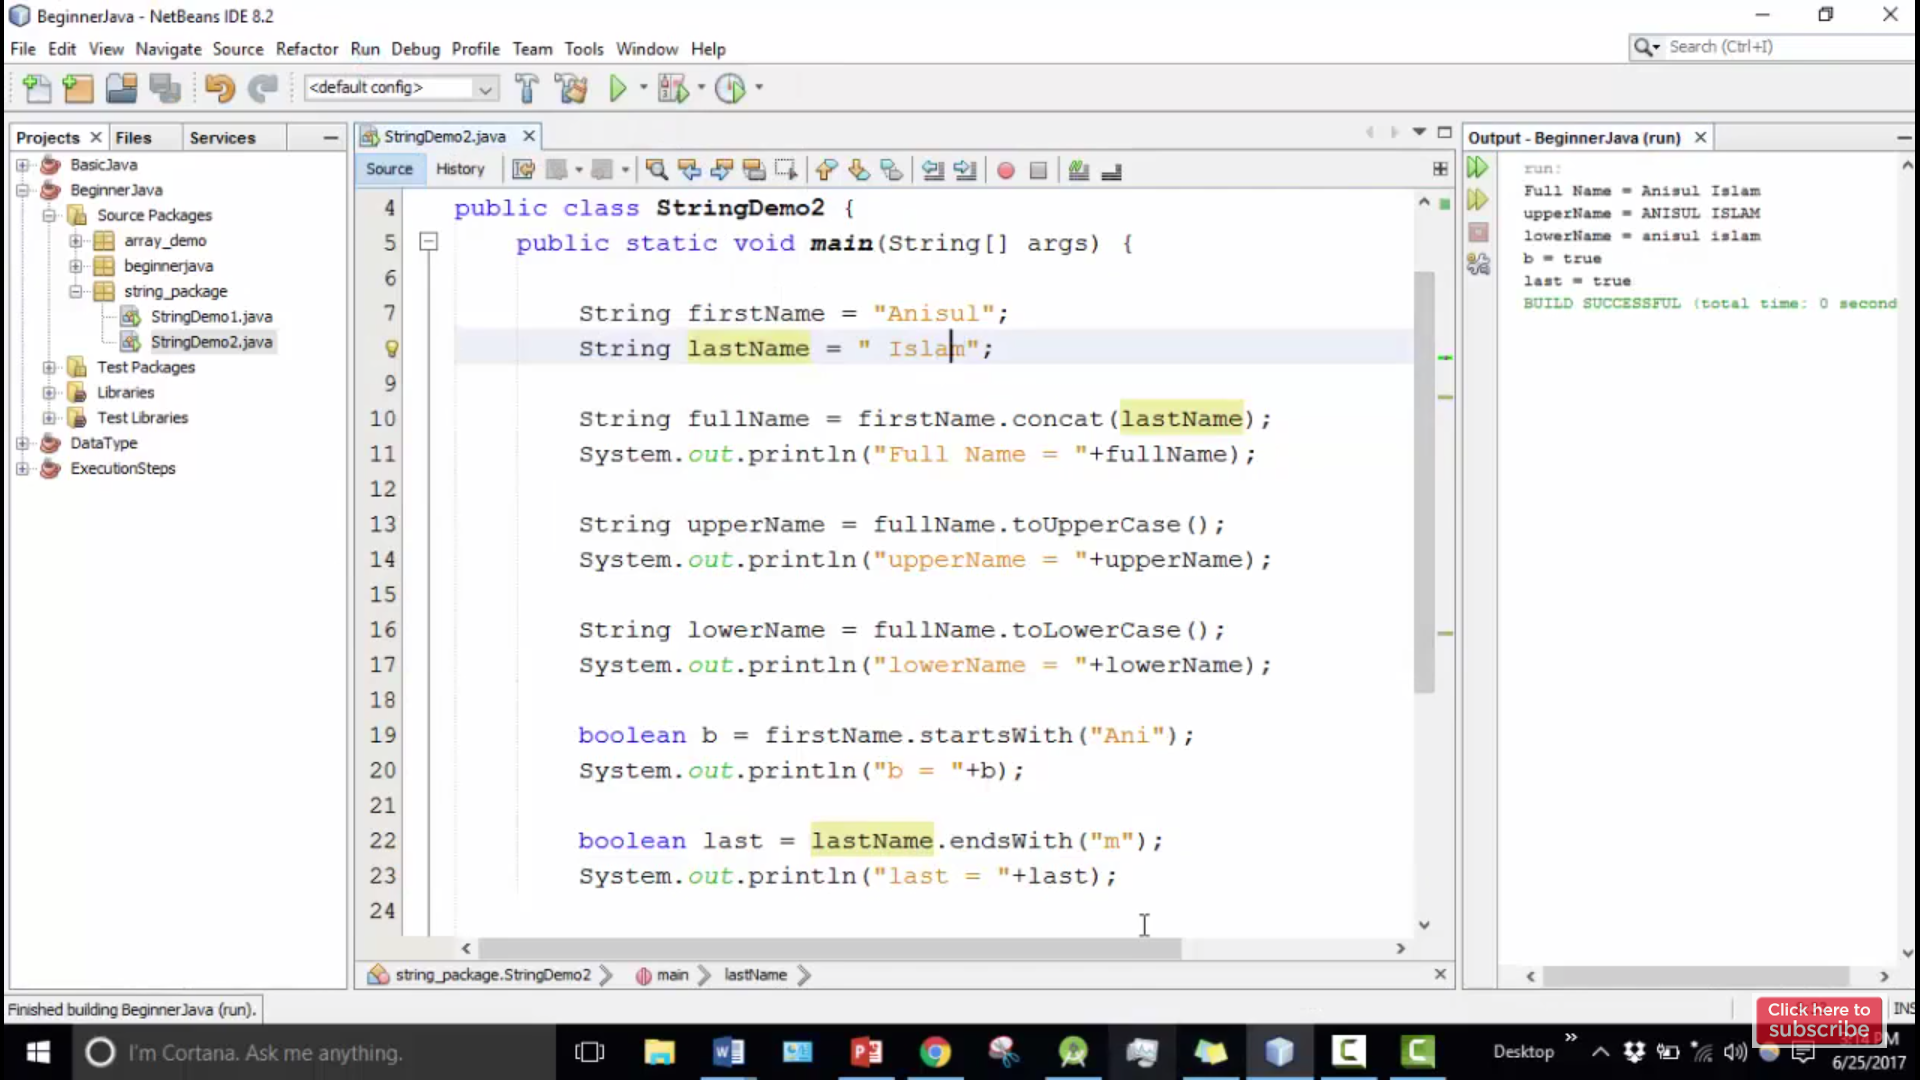 BeginnerJava - NetBeans IDE 8.2
File Edit View Navigate Source Refactor Run Debug Profile Team Tools Window Help
Search (Ctrl+I)
<default config>
Projects Files Services
BasicJava
BeginnerJava
Source Packages
array_demo
beginnerjava
string_package
StringDemo1.java
StringDemo2.java
Test Packages
Libraries
Test Libraries
DataType
ExecutionSteps
StringDemo2.java
Source History
4 public class StringDemo2 {
5 public static void main(String[] args) {
6
7 String firstName = "Anisul";
String lastName = " Islam";
9
10 String fullName = firstName.concat(lastName);
11 System.out.println("Full Name = "+fullName);
12
13 String upperName = fullName.toUpperCase();
14 System.out.println("upperName = "+upperName);
15
16 String lowerName = fullName.toLowerCase();
17 System.out.println("lowerName = "+lowerName);
18
19 boolean b = firstName.startsWith("Ani");
20 System.out.println("b = "+b);
21
22 boolean last = lastName.endsWith("m");
23 System.out.println("last = "+last);
24
string_package.StringDemo2 main lastName
Output - BeginnerJava (run)
run:
Full Name = Anisul Islam
upperName = ANISUL ISLAM
lowerName = anisul islam
b = true
last = true
BUILD SUCCESSFUL (total time: 0 second
Finished building BeginnerJava (run).
INS
Click here to
subscribe
I'm Cortana. Ask me anything.
Desktop
6/25/2017